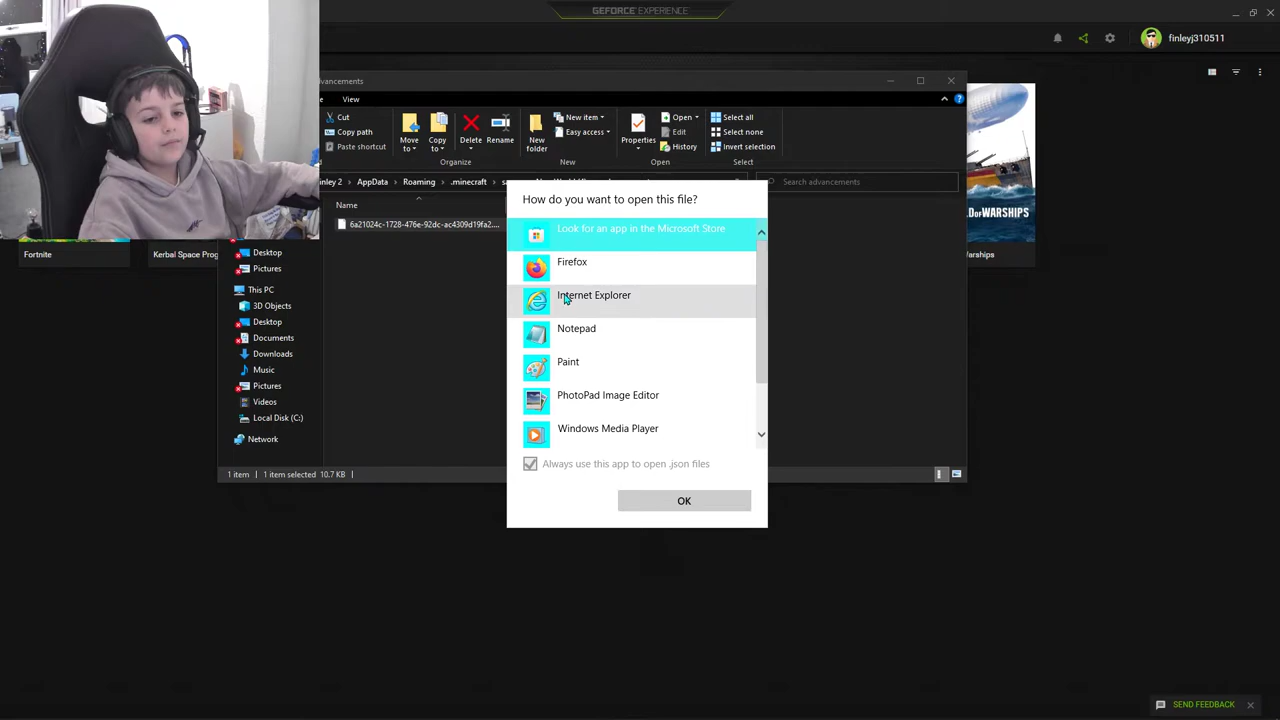 GEFORCE EXPERIENCE
finleyj310511
vancements
View
Cut
Copy path
Paste shortcut
Move to
Copy to
Delete
Rename
Organize
New folder
New item
Easy access
New
Properties
Open
Edit
History
Open
Select all
Select none
Invert selection
Select
inley 2 AppData Roaming .minecraft
Search advancements
Name
6a21024c-1728-476e-92dc-ac4309d19fa2....
Fortnite
Kerbal Space Prog
D OF WARSHIPS
arships
Desktop
Pictures
This PC
3D Objects
Desktop
Documents
Downloads
Music
Pictures
Videos
Local Disk (C:)
Network
1 item
1 item selected 10.7 KB
How do you want to open this file?
Look for an app in the Microsoft Store
Firefox
Internet Explorer
Notepad
Paint
PhotoPad Image Editor
Windows Media Player
Always use this app to open .json files
OK
SEND FEEDBACK